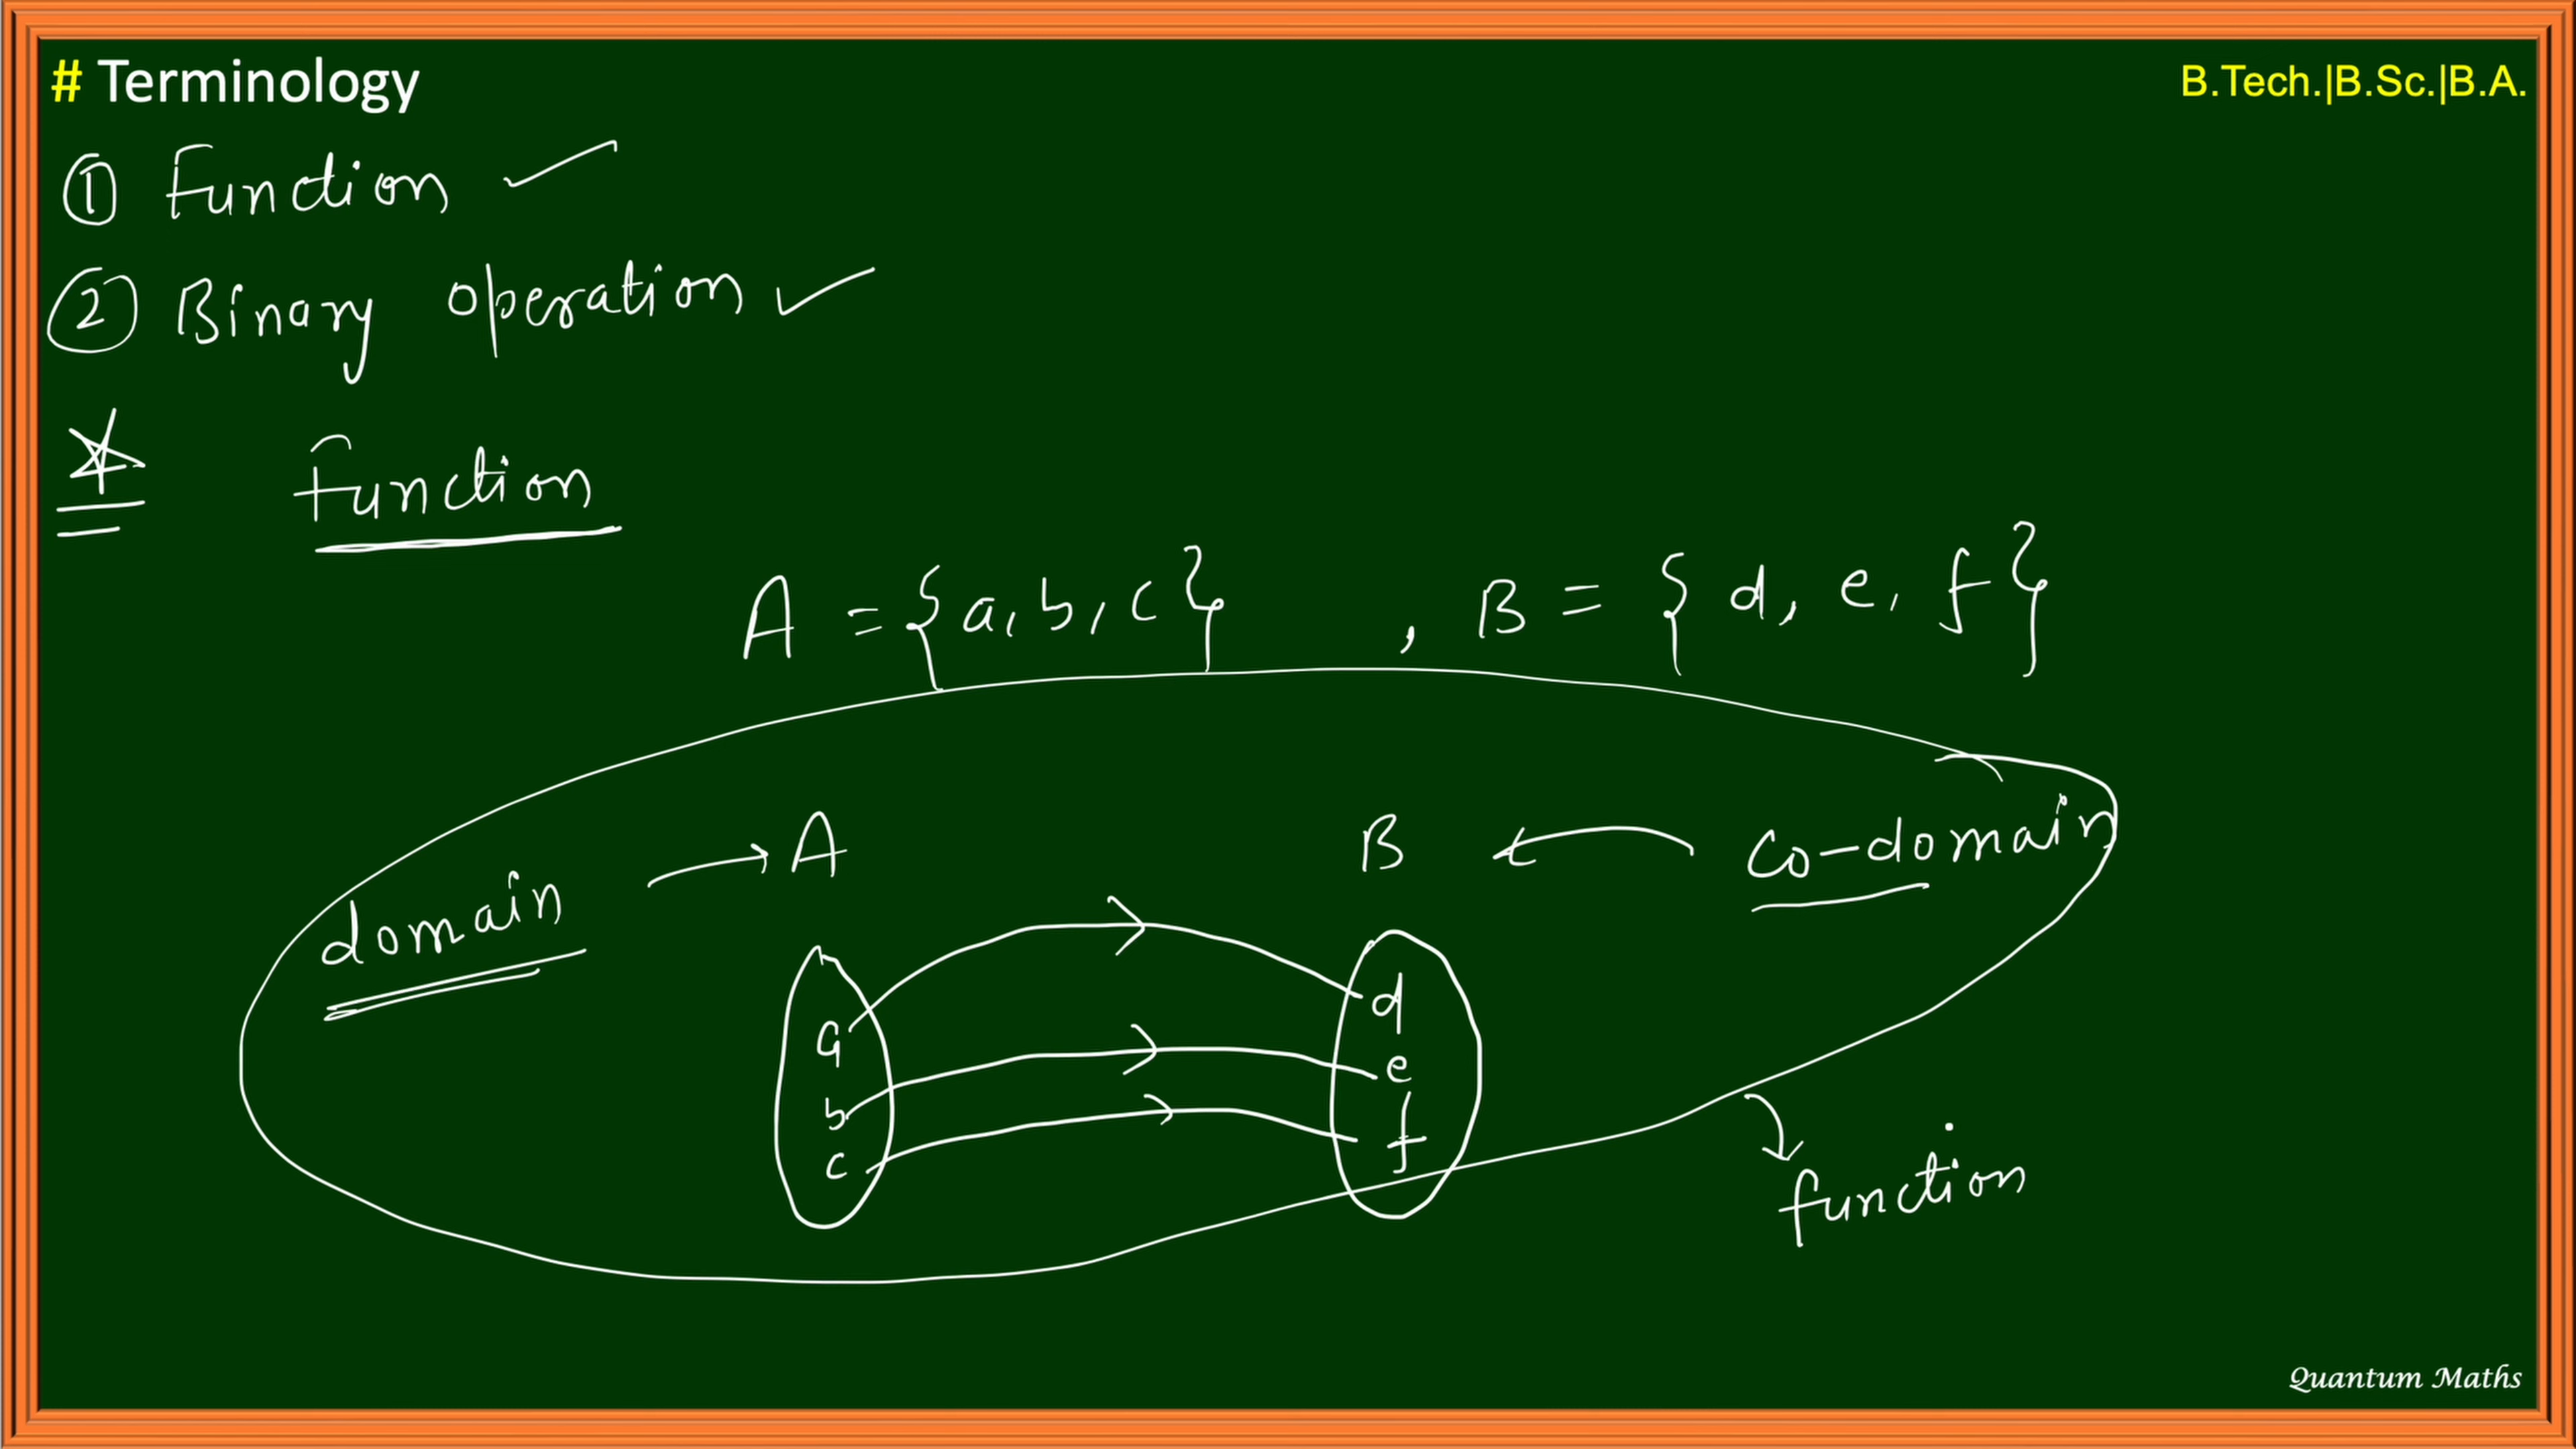 # Terminology
B.Tech.|B.Sc.|B.A.
① Function ✓
② Binary operation ✓
Function
A = {a, b, c} , B = { d, e, f }
domain → A B ← co-domain
a d
b e
c f
function
Quantum Maths